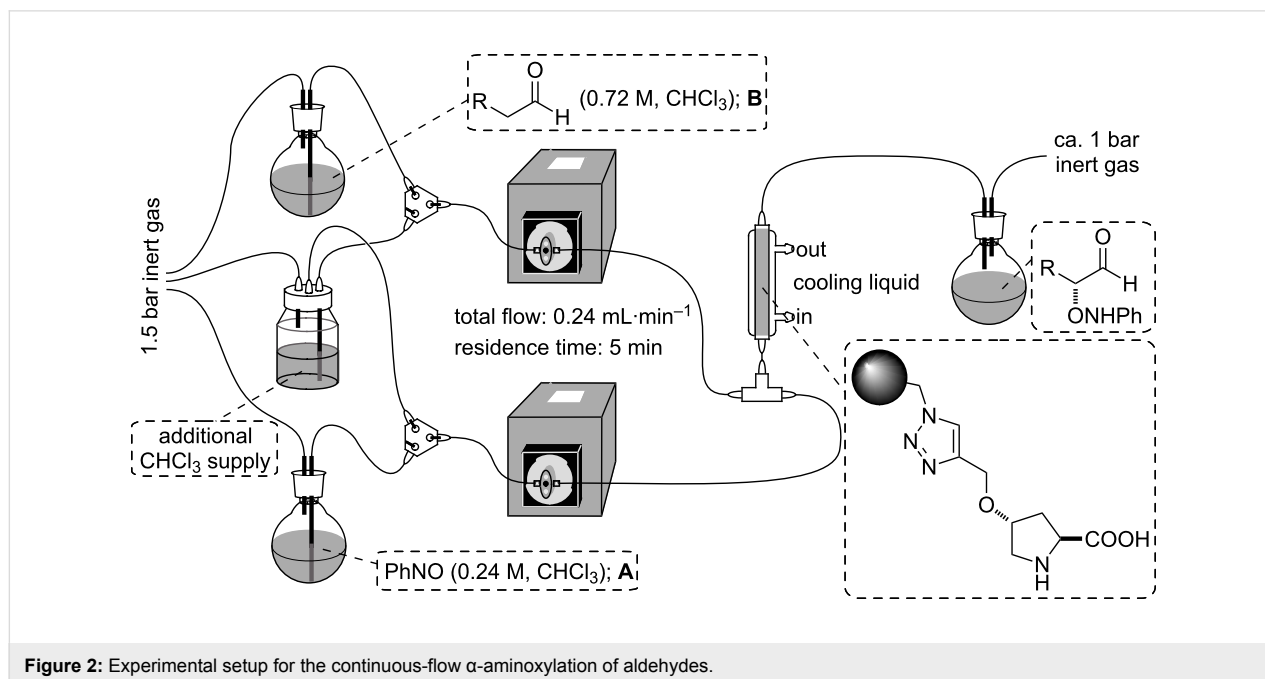 1.5 bar inert gas
R
O
H
(0.72 M, CHCl₃); B
total flow: 0.24 mL·min⁻¹
residence time: 5 min
additional
CHCl₃ supply
PhNO (0.24 M, CHCl₃); A
out
cooling liquid
in
ca. 1 bar
inert gas
R
O
H
ONHPh
N
N
N
O
COOH
N
H
Figure 2: Experimental setup for the continuous-flow α-aminoxylation of aldehydes.